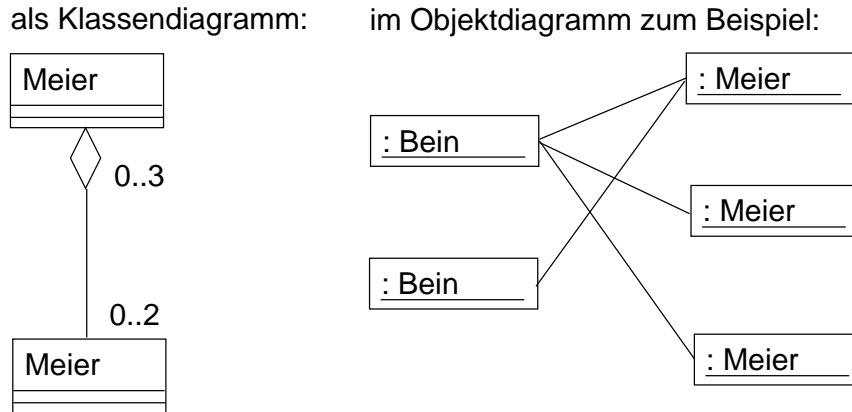 als Klassendiagramm:
im Objektdiagramm zum Beispiel:
Meier
0..3
0..2
Meier
: Meier
: Bein
: Meier
: Bein
: Meier